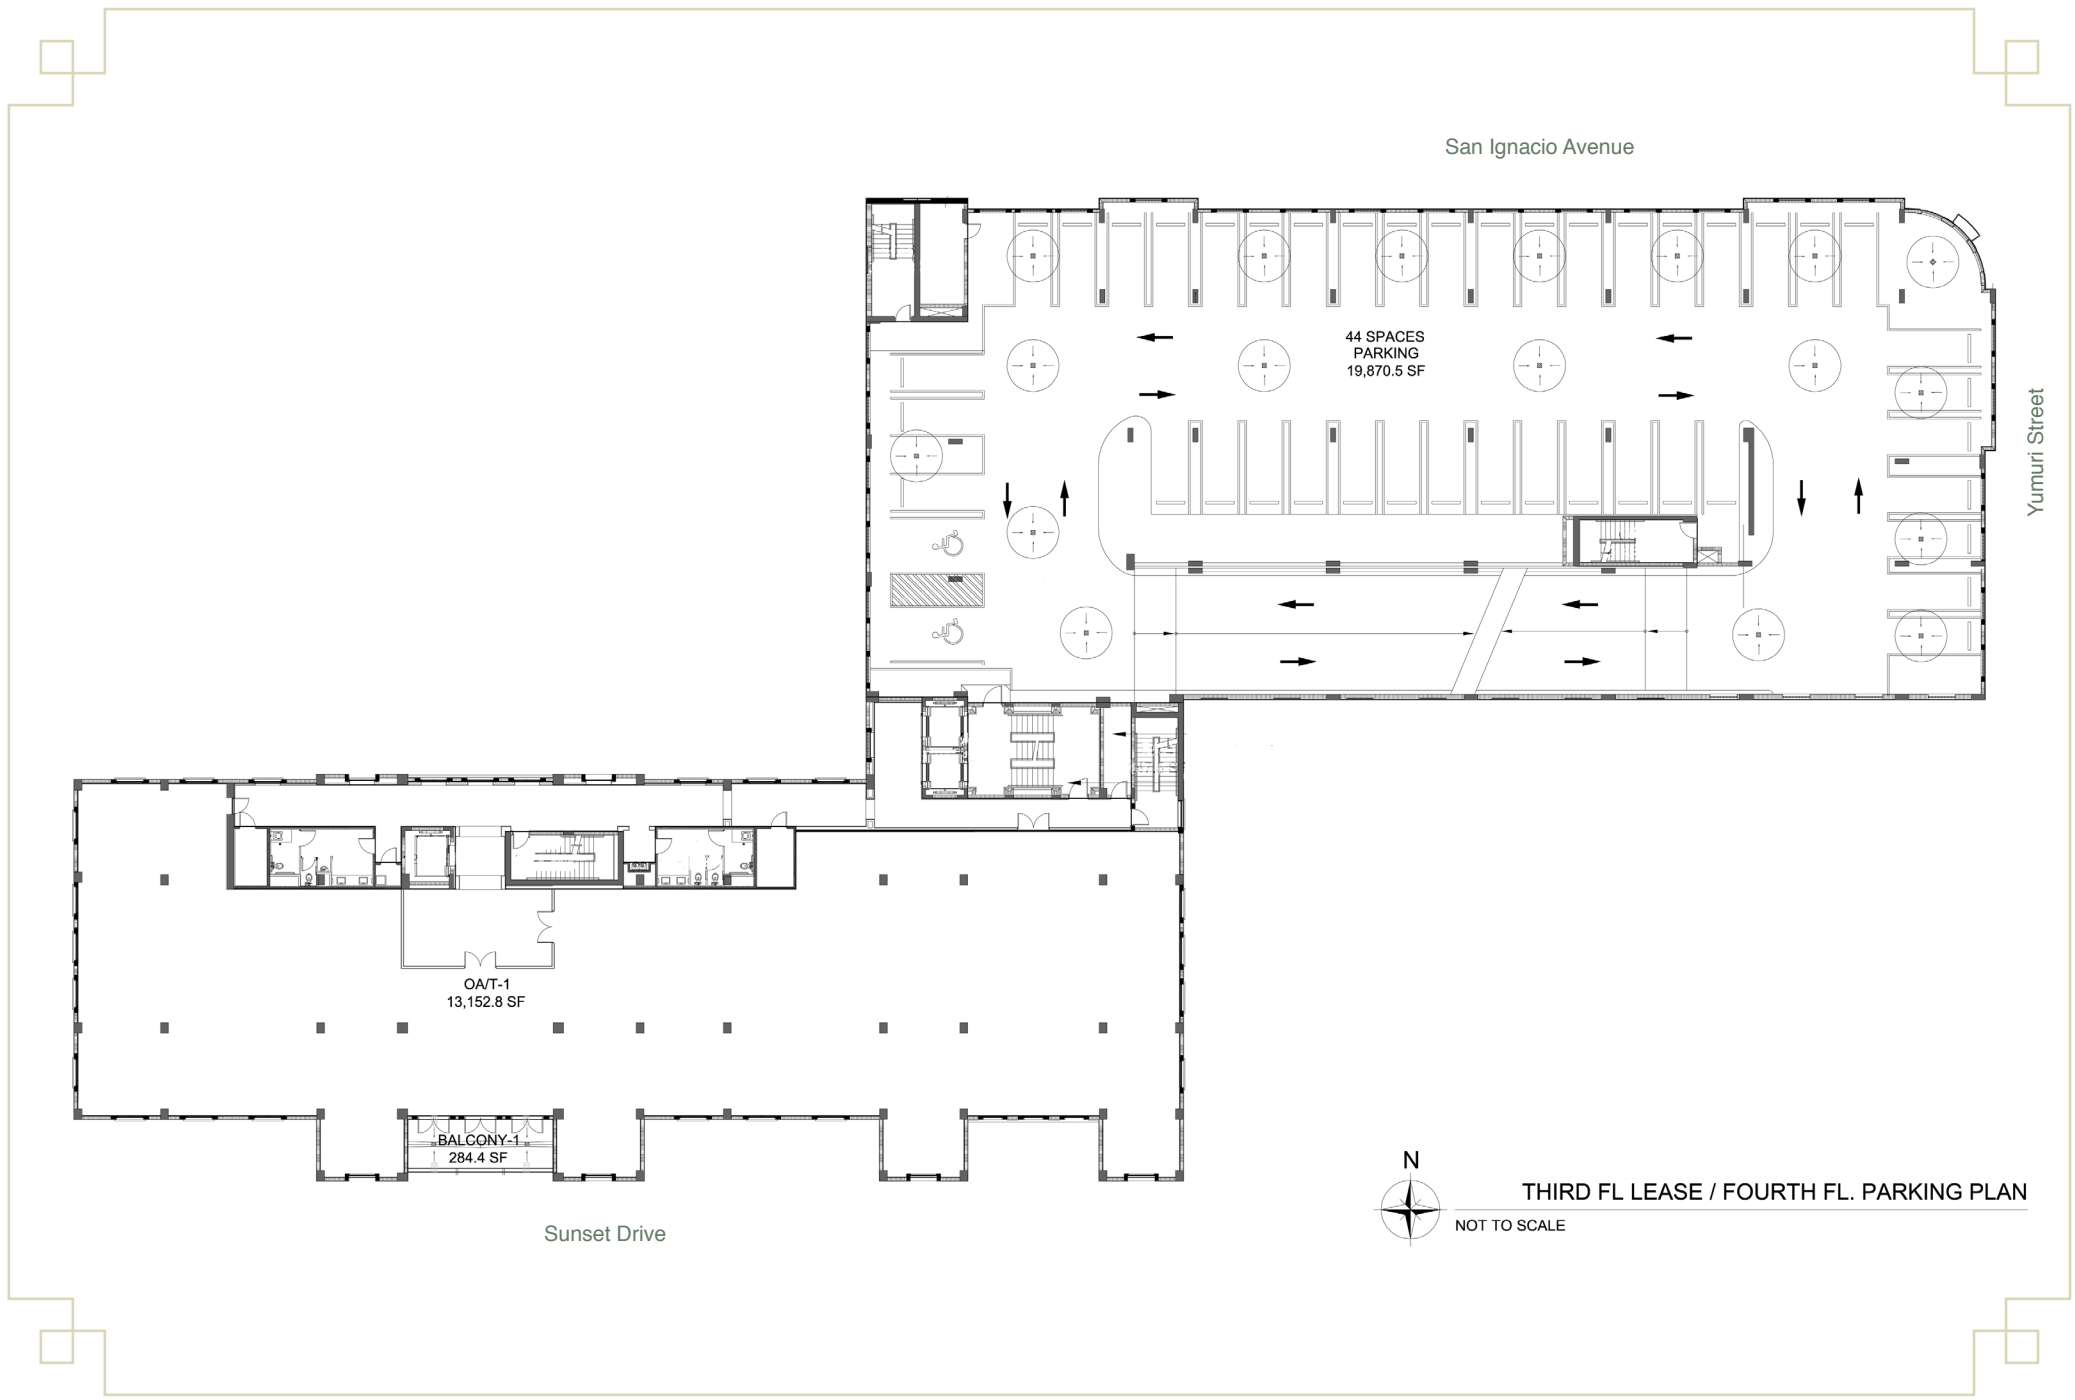 San Ignacio Avenue
44 SPACES
PARKING
19,870.5 SF
Yumuri Street
OA/T-1
13,152.8 SF
BALCONY-1
284.4 SF
N
THIRD FL LEASE / FOURTH FL. PARKING PLAN
NOT TO SCALE
Sunset Drive